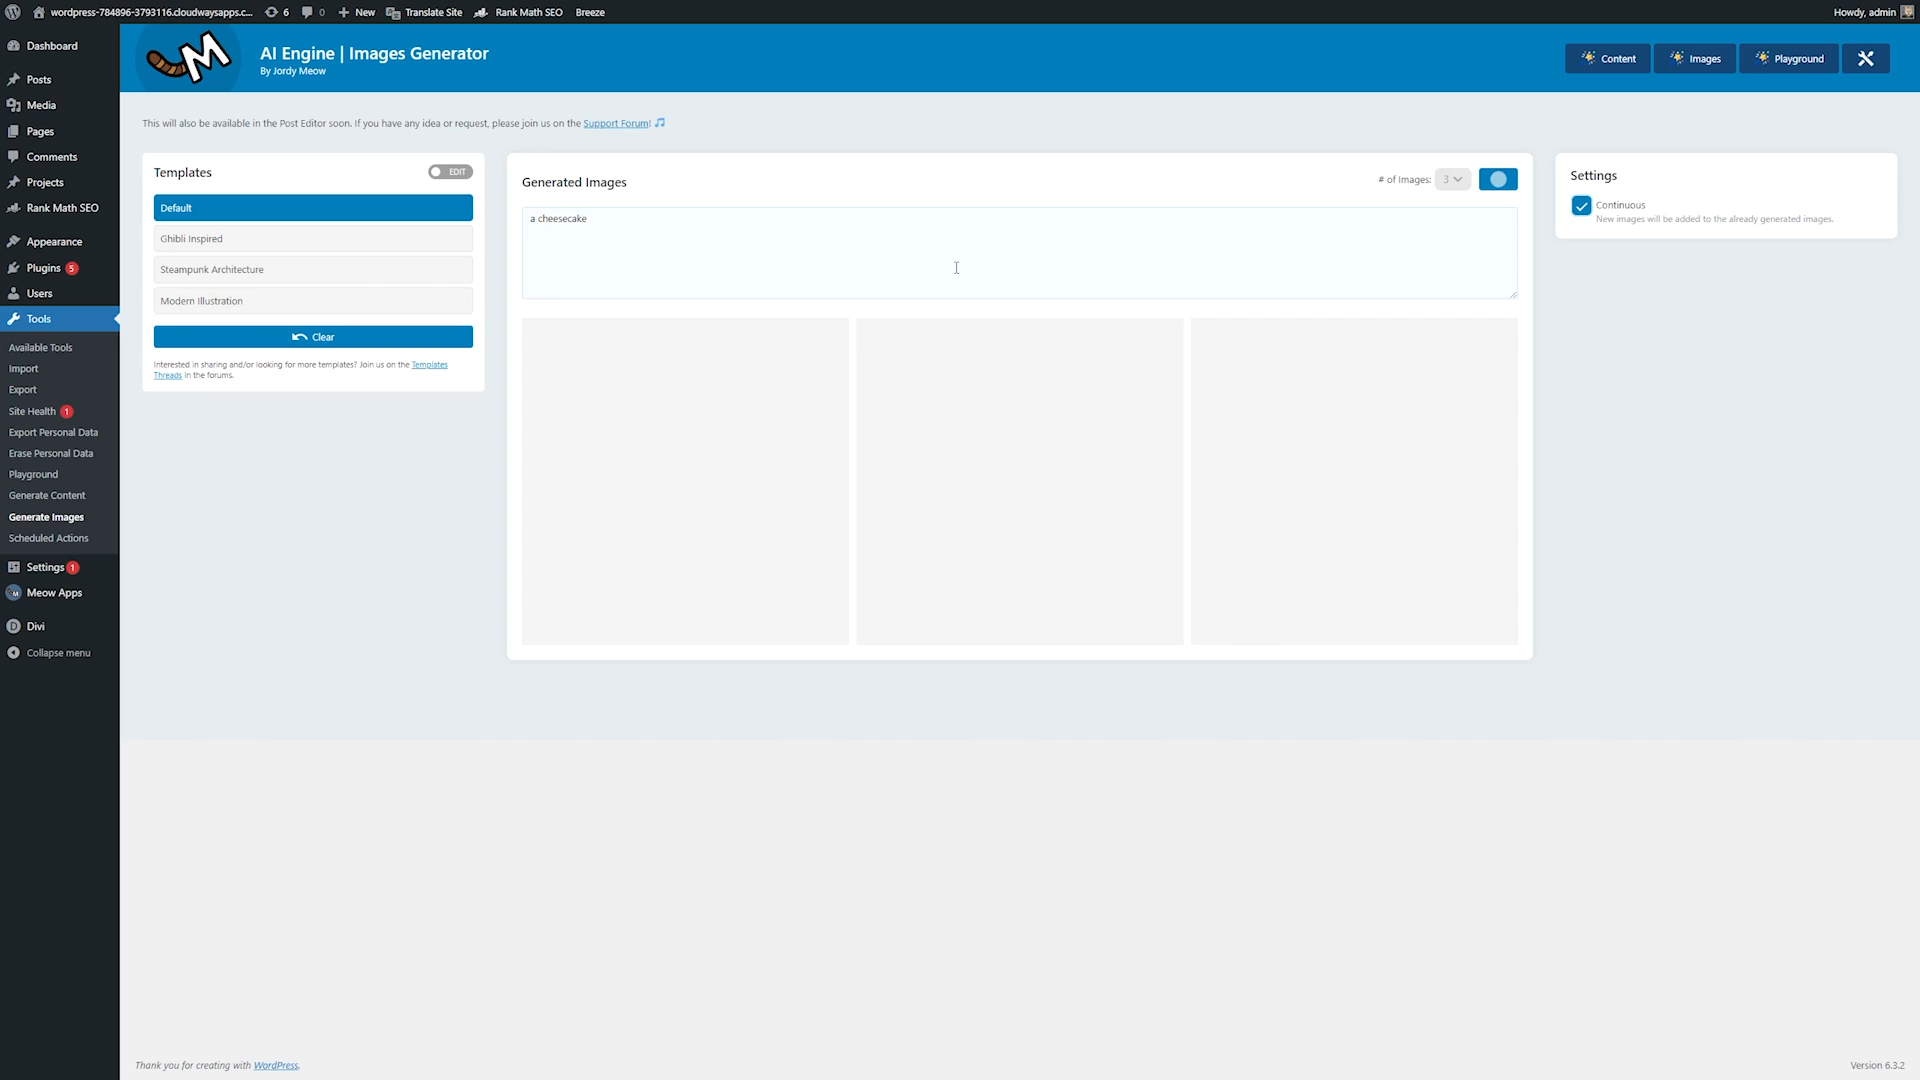 wordpress-784896-3793116.cloudwaysapps.c...
6
0
New
Translate Site
Rank Math SEO
Breeze
Howdy, admin
Dashboard
Posts
Media
Pages
Comments
Projects
Rank Math SEO
Appearance
Plugins 5
Users
Tools
Available Tools
Import
Export
Site Health 1
Export Personal Data
Erase Personal Data
Playground
Generate Content
Generate Images
Scheduled Actions
Settings 1
Meow Apps
Divi
Collapse menu
M
AI Engine | Images Generator
By Jordy Meow
Content
Images
Playground
This will also be available in the Post Editor soon. If you have any idea or request, please join us on the Support Forum! 🎵
Templates
EDIT
Default
Ghibli Inspired
Steampunk Architecture
Modern Illustration
Clear
Interested in sharing and/or looking for more templates? Join us on the Templates
Threads in the forums.
Generated Images
# of Images: 3
a cheesecake
Settings
Continuous
New images will be added to the already generated images.
Thank you for creating with WordPress.
Version 6.3.2